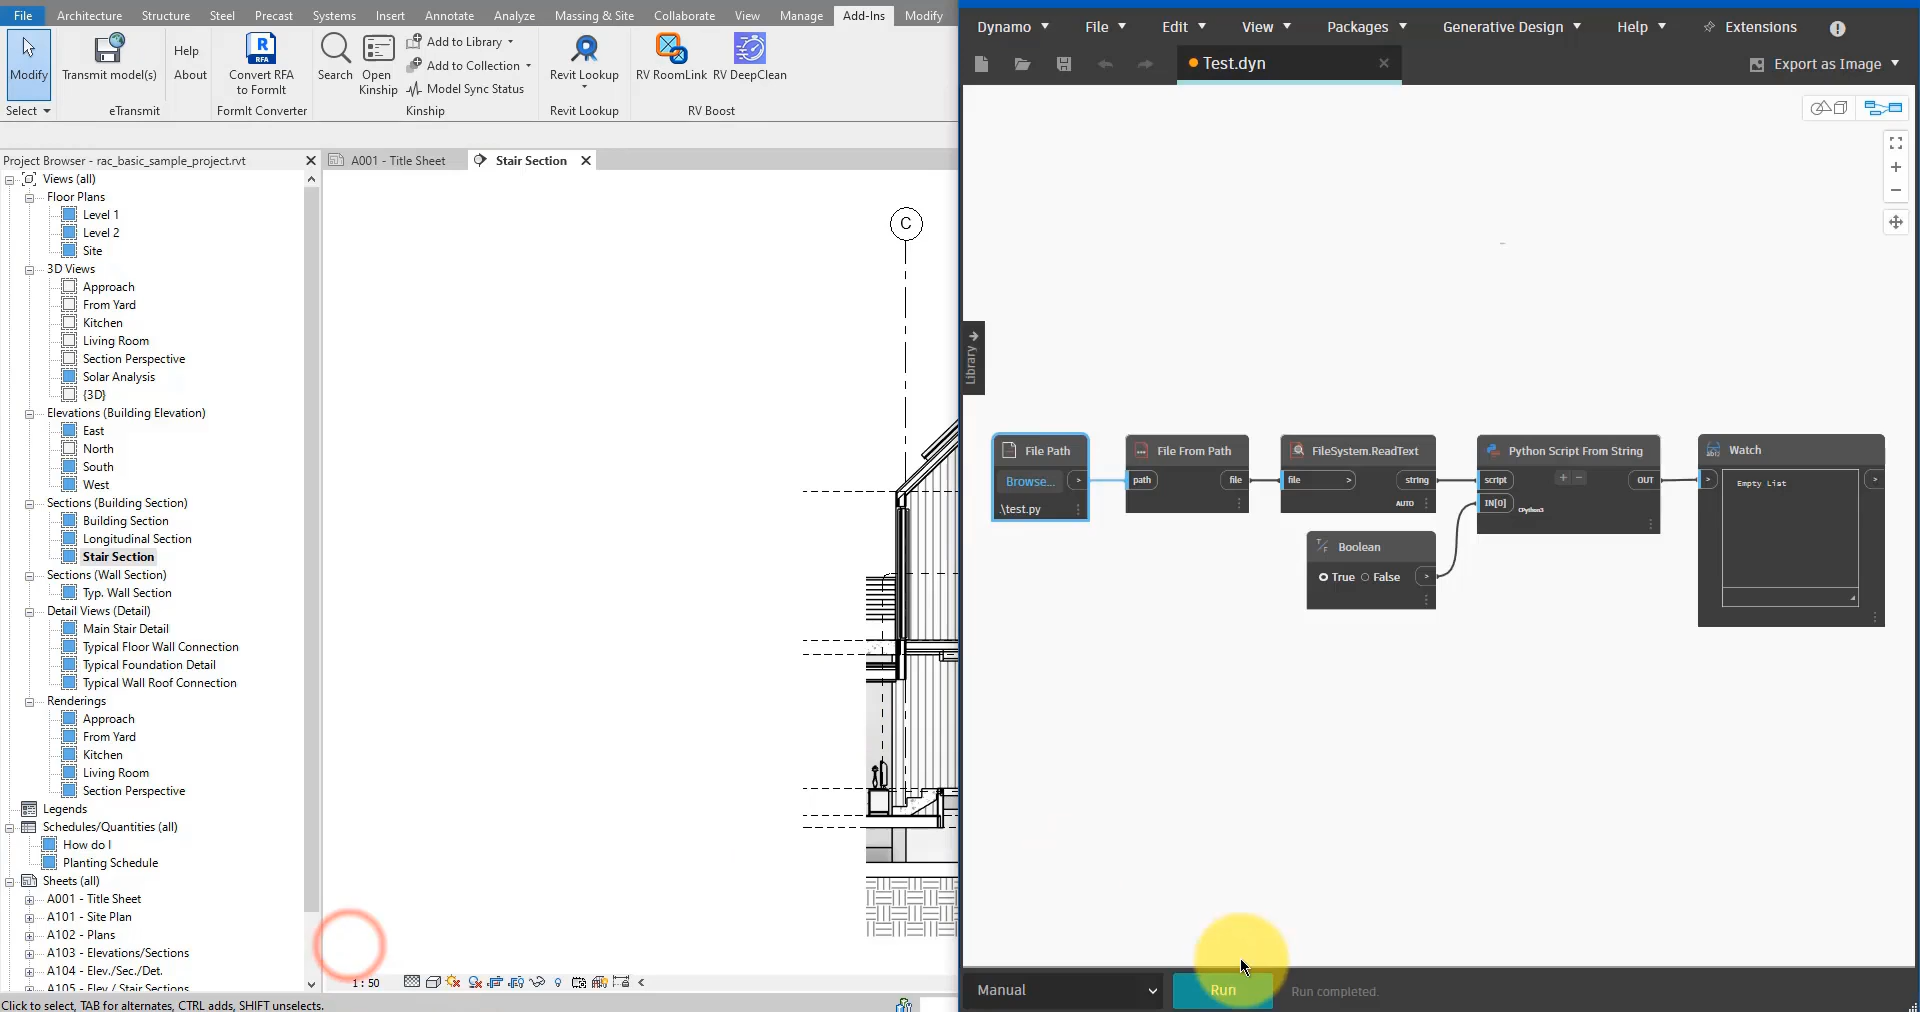 File Architecture Structure Steel Precast Systems Insert Annotate Analyze Massing & Site Collaborate View Manage Add-Ins Modify
Modify
Select
Transmit model(s)
eTransmit
Help
About
RFA
Convert RFA
to FormIt
FormIt Converter
Search
Open
Kinship
Add to Library
Add to Collection
Model Sync Status
Kinship
Revit Lookup
Revit Lookup
RV RoomLink
RV DeepClean
RV Boost
Project Browser - rac_basic_sample_project.rvt
A001 - Title Sheet
Stair Section
Views (all)
Floor Plans
Level 1
Level 2
Site
3D Views
Approach
From Yard
Kitchen
Living Room
Section Perspective
Solar Analysis
{3D}
Elevations (Building Elevation)
East
North
South
West
Sections (Building Section)
Building Section
Longitudinal Section
Stair Section
Sections (Wall Section)
Typ. Wall Section
Detail Views (Detail)
Main Stair Detail
Typical Floor Wall Connection
Typical Foundation Detail
Typical Wall Roof Connection
Renderings
Approach
From Yard
Kitchen
Living Room
Section Perspective
Legends
Schedules/Quantities (all)
How do I
Planting Schedule
Sheets (all)
A001 - Title Sheet
A101 - Site Plan
A102 - Plans
A103 - Elevations/Sections
A104 - Elev./Sec./Det.
A105 - Elev / Stair Sections
C
1 : 50
Click to select, TAB for alternates, CTRL adds, SHIFT unselects.
Dynamo File Edit View Packages Generative Design Help Extensions
Test.dyn
Export as Image
Library
File Path
Browse...
>
.\test.py
File From Path
path
file
FileSystem.ReadText
file
>
string
AUTO
Python Script From String
script
+ −
OUT
IN[0]
CPython3
Watch
>
>
Empty List
Boolean
True False
>
Manual
Run
Run completed.